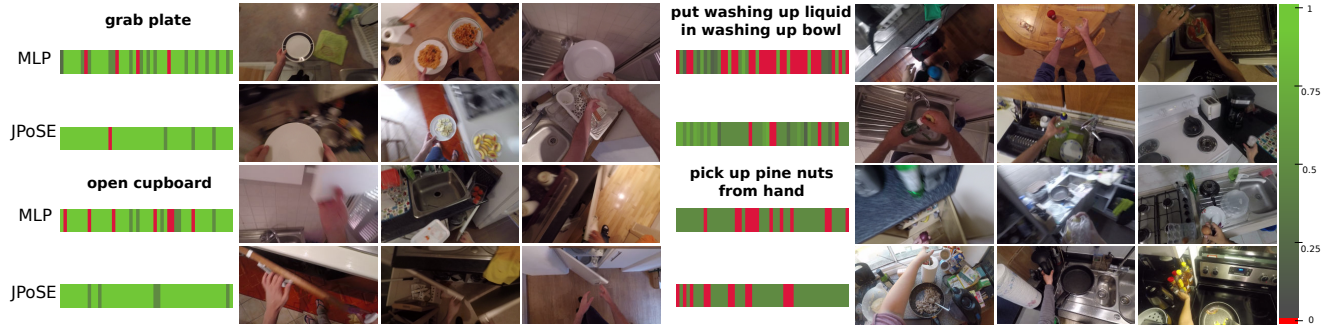 grab plate
MLP
JPoSE
open cupboard
MLP
JPoSE
put washing up liquid
in washing up bowl
pick up pine nuts
from hand
1
0.75
0.5
0.25
0